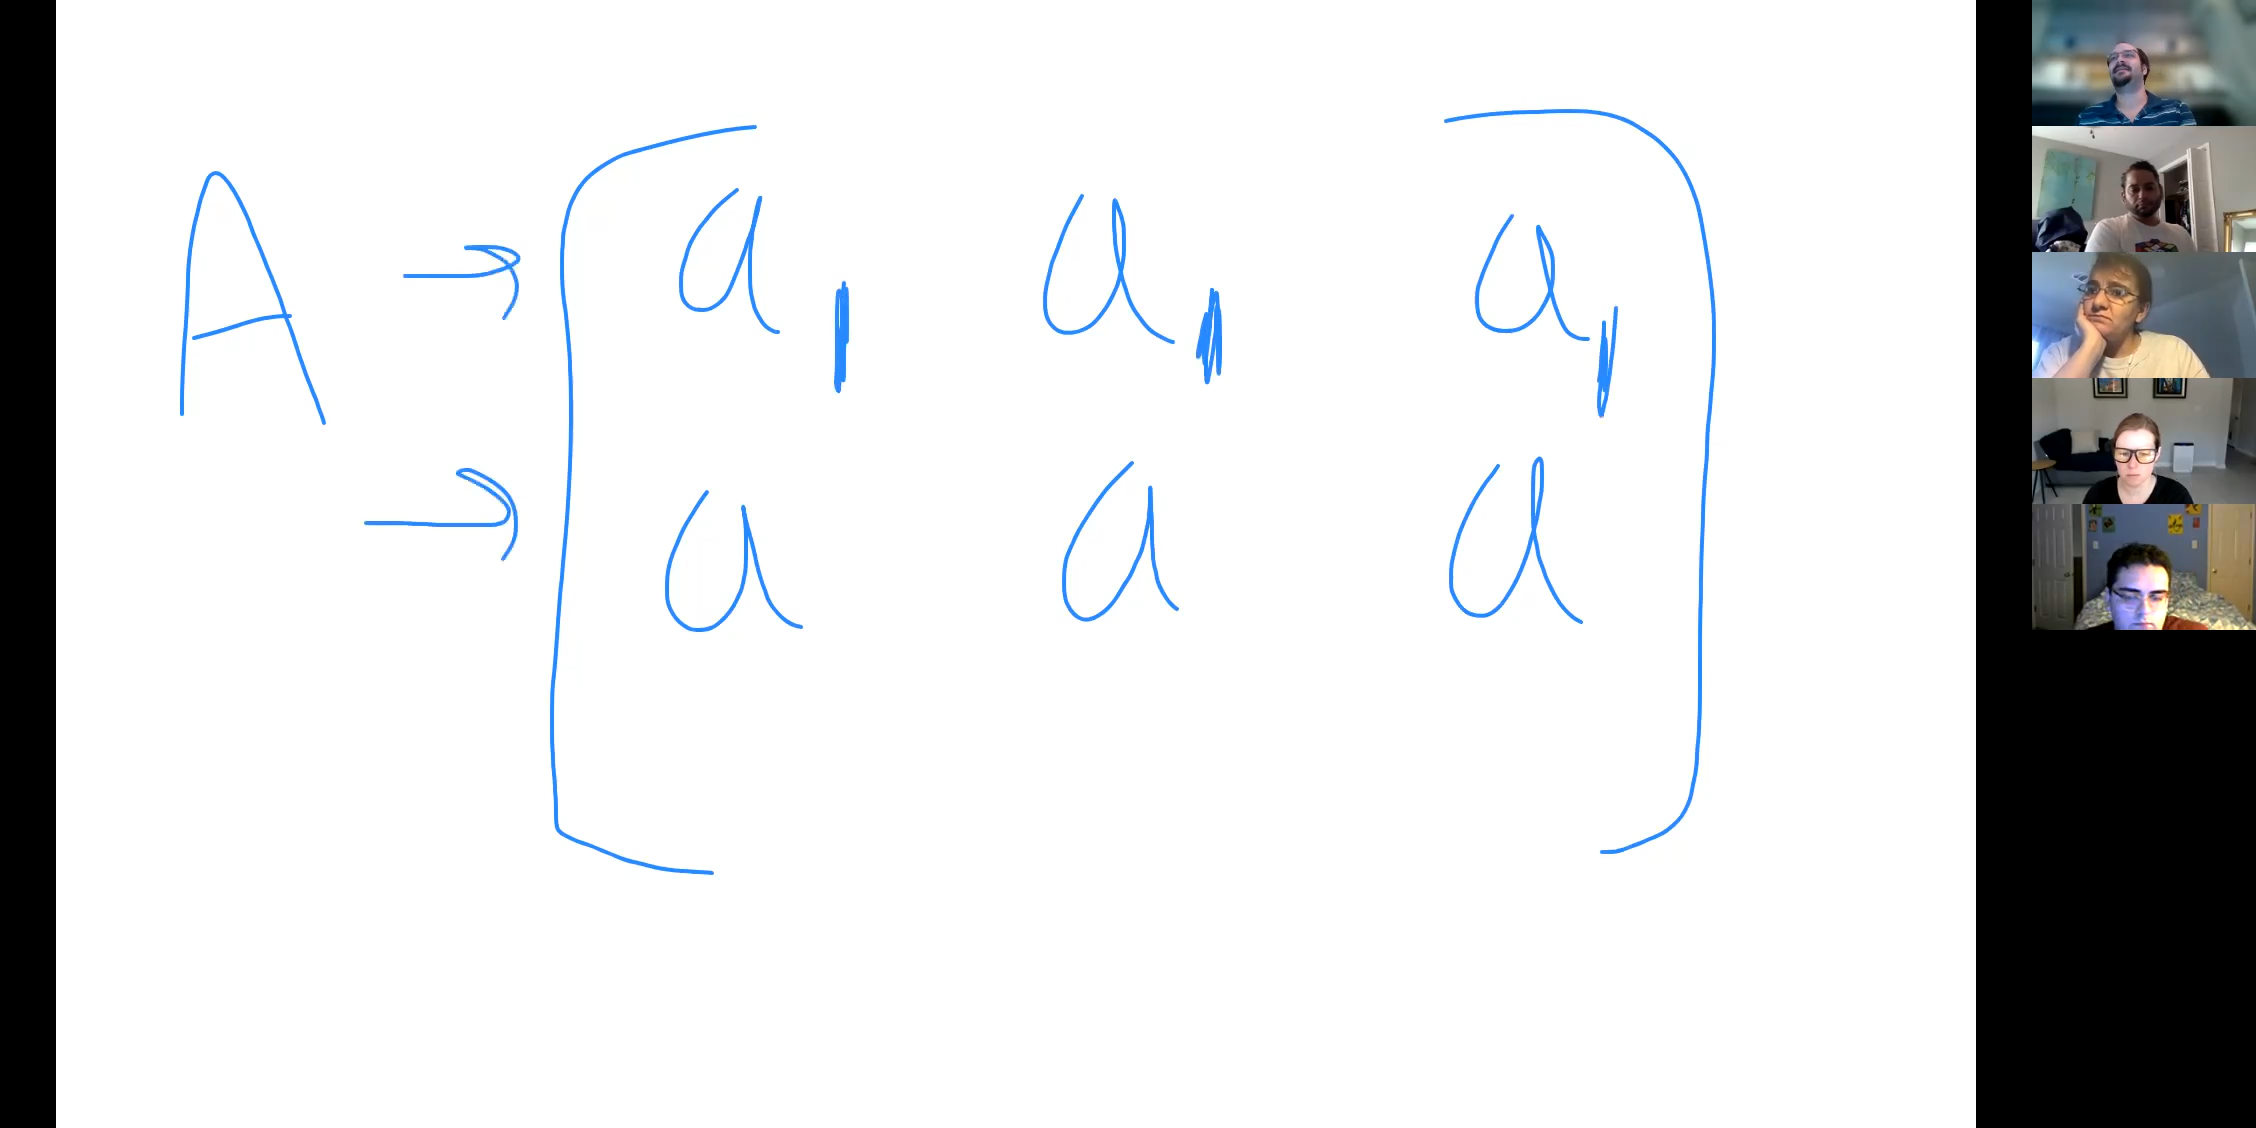 A → [ a₁ a₁ a₁ ]
→ [ a a a ]